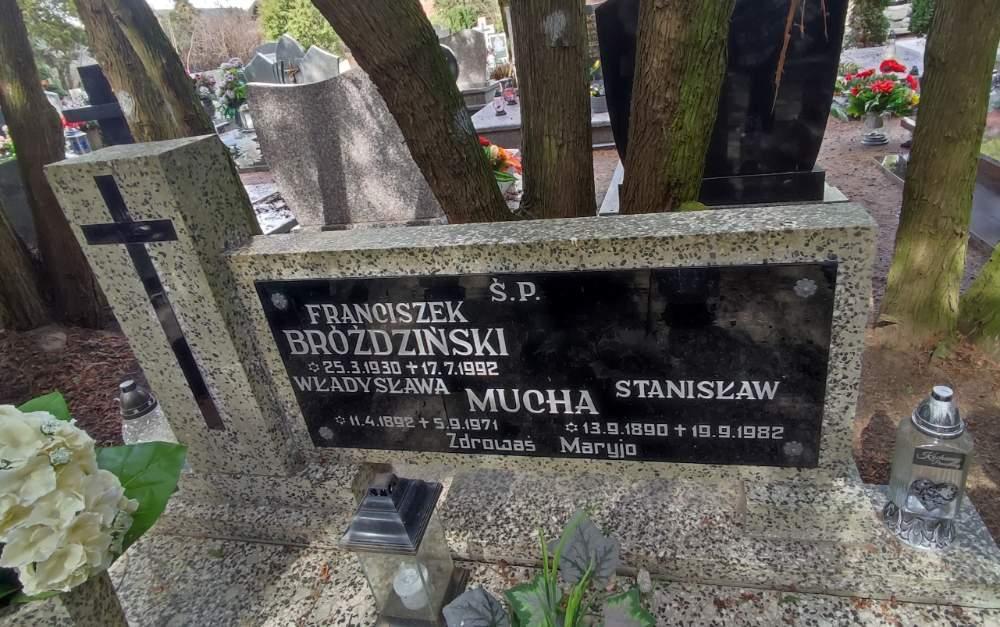 Ś.P.
FRANCISZEK
BRÓŹDZIŃSKI
25.3.1930 + 17.7.1992
WŁADYSŁAWA MUCHA STANISŁAW
11.4.1892 + 5.9.1971 13.9.1890 + 19.9.1982
Zdrowaś Maryjo